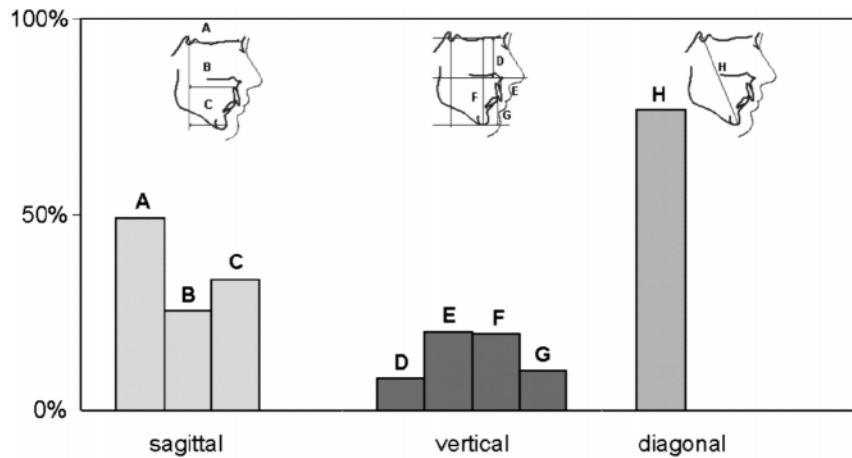 100%
A
B
C
D
E
F
G
H
H
50%
A
B
C
D
E
F
G
0%
sagittal
vertical
diagonal